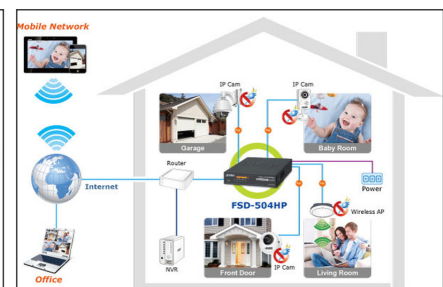 Mobile Network
IP Cam
IP Cam
Garage
Baby Room
Router
Internet
FSD-504HP
Power
Wireless AP
Office
NVR
Front Door
IP Cam
Living Room